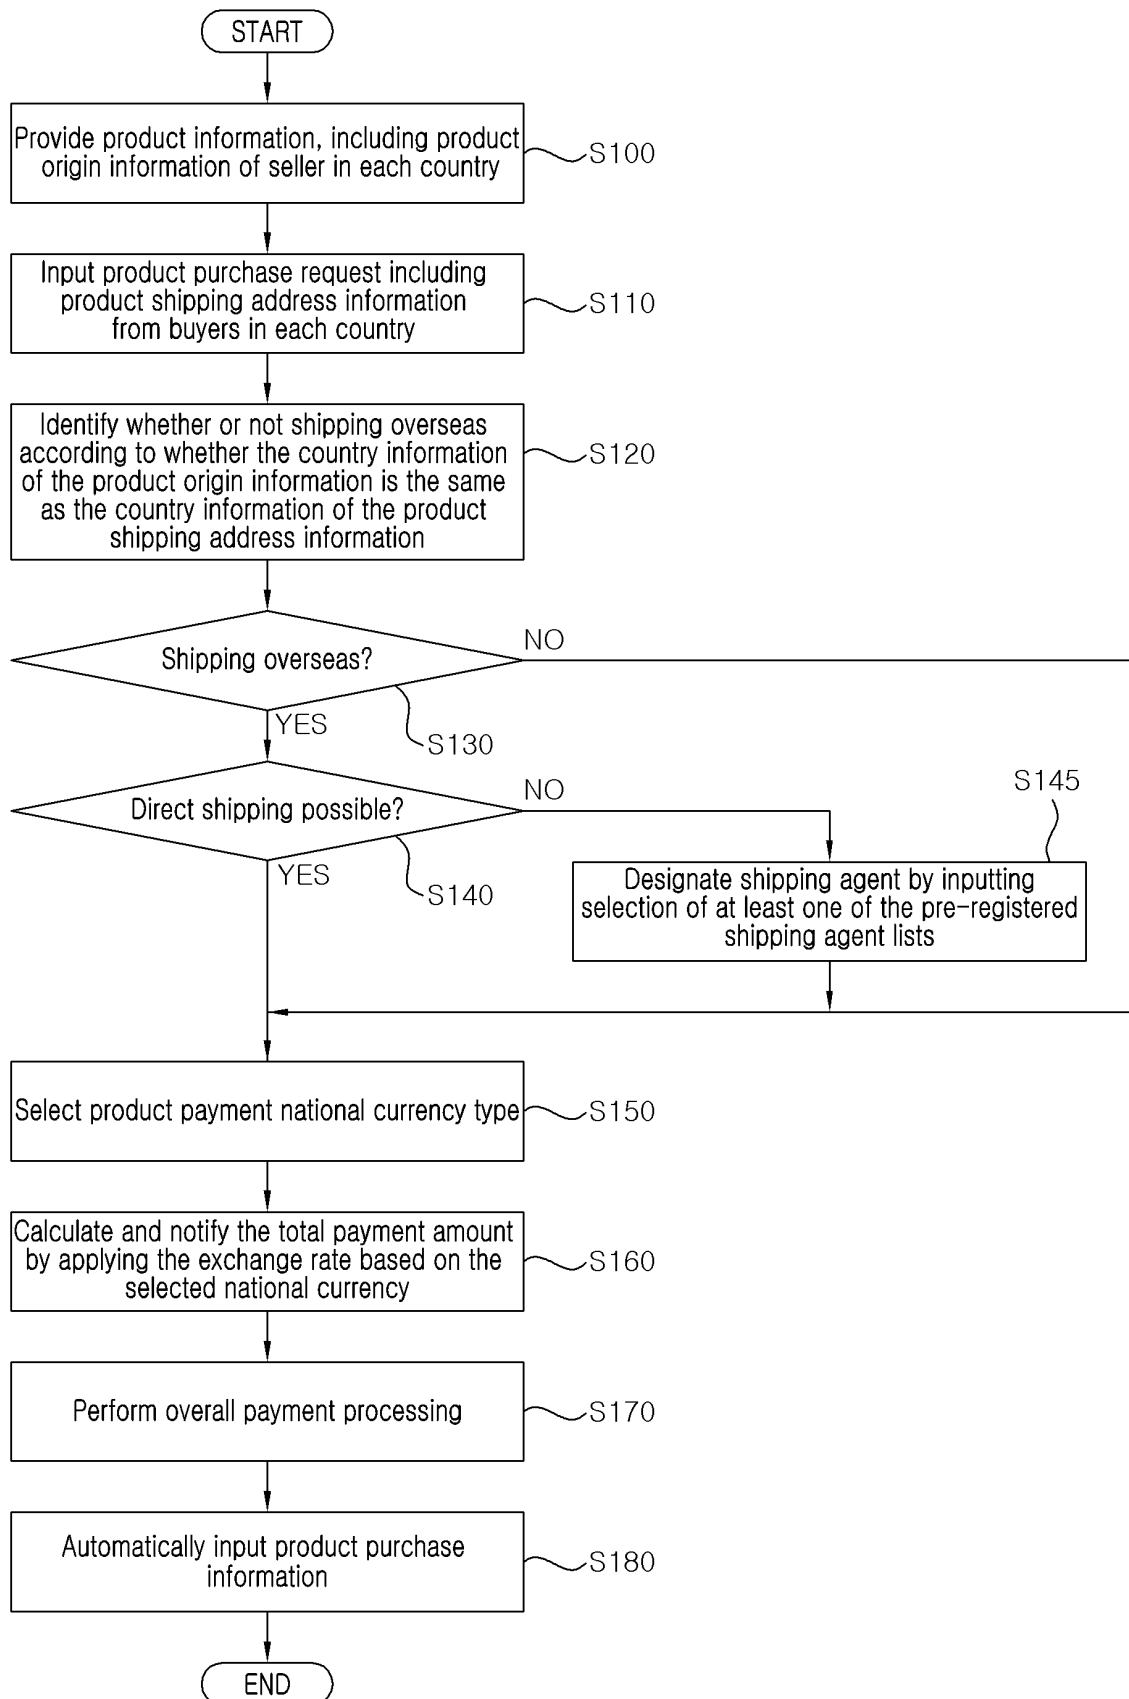 START
Provide product information, including product
origin information of seller in each country
S100
Input product purchase request including
product shipping address information
from buyers in each country
S110
Identify whether or not shipping overseas
according to whether the country information
of the product origin information is the same
as the country information of the product
shipping address information
S120
Shipping overseas?
NO
YES
S130
Direct shipping possible?
NO
YES
S140
S145
Designate shipping agent by inputting
selection of at least one of the pre-registered
shipping agent lists
Select product payment national currency type
S150
Calculate and notify the total payment amount
by applying the exchange rate based on the
selected national currency
S160
Perform overall payment processing
S170
Automatically input product purchase
information
S180
END